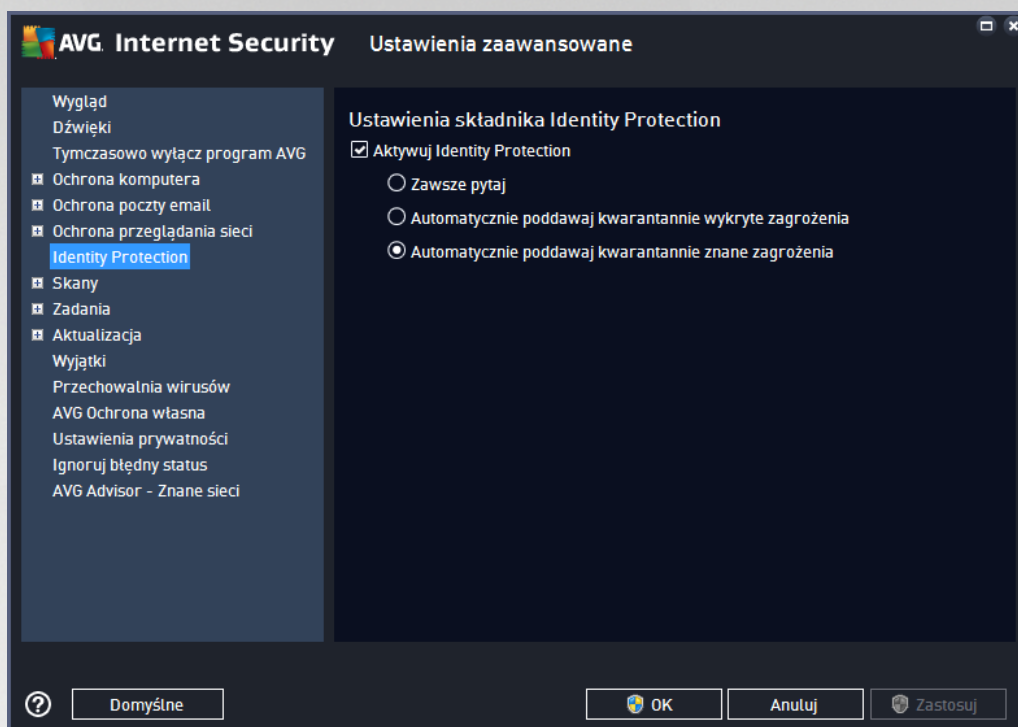 AVG. Internet Security Ustawienia zaawansowane
Wygląd
Dźwięki
Tymczasowo wyłącz program AVG
Ochrona komputera
Ochrona poczty email
Ochrona przeglądania sieci
Identity Protection
Skany
Zadania
Aktualizacja
Wyjątki
Przechowalnia wirusów
AVG Ochrona własna
Ustawienia prywatności
Ignoruj błędny status
AVG Advisor - Znane sieci
Ustawienia składnika Identity Protection
Aktywuj Identity Protection
Zawsze pytaj
Automatycznie poddawaj kwarantannie wykryte zagrożenia
Automatycznie poddawaj kwarantannie znane zagrożenia
Domyślne
OK
Anuluj
Zastosuj